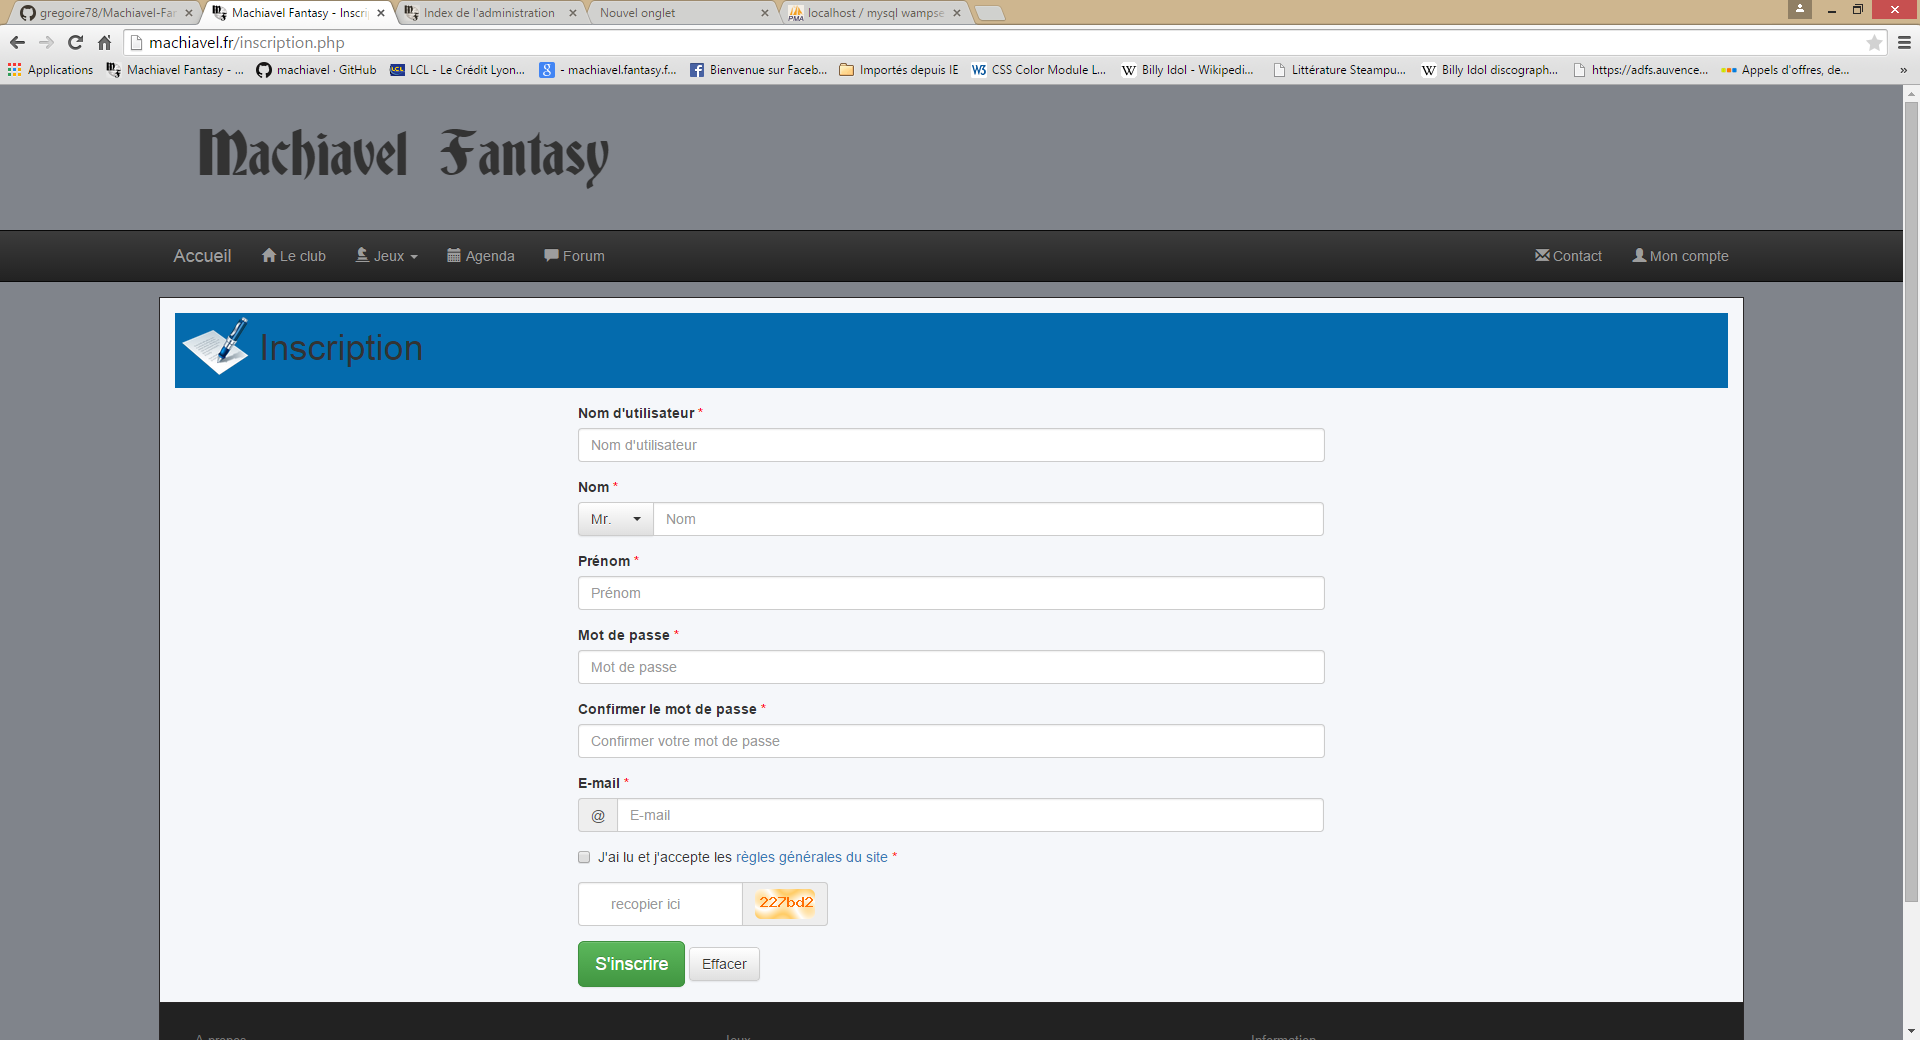 gregoire78/Machiavel-Fan
Machiavel Fantasy - Inscri
Index de l'administration
Nouvel onglet
localhost / mysql wampse
machiavel.fr/inscription.php
Applications
Machiavel Fantasy - ...
machiavel · GitHub
LCL - Le Crédit Lyon...
- machiavel.fantasy.f...
Bienvenue sur Faceb...
Importés depuis IE
CSS Color Module L...
Billy Idol - Wikipedi...
Littérature Steampu...
Billy Idol discograph...
https://adfs.auvence...
Appels d'offres, de...
»
Machiavel Fantasy
Accueil
Le club
Jeux
Agenda
Forum
Contact
Mon compte
Inscription
Nom d'utilisateur *
Nom d'utilisateur
Nom *
Mr.
Nom
Prénom *
Prénom
Mot de passe *
Mot de passe
Confirmer le mot de passe *
Confirmer votre mot de passe
E-mail *
@
E-mail
J'ai lu et j'accepte les règles générales du site *
recopier ici
227bd2
S'inscrire
Effacer